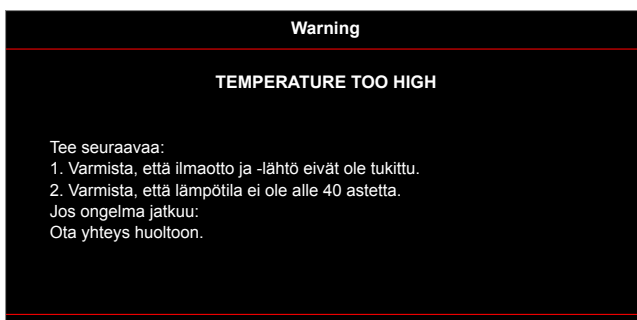 Warning
TEMPERATURE TOO HIGH
Tee seuraavaa:
1. Varmista, että ilmaotto ja -lähtö eivät ole tukittu.
2. Varmista, että lämpötila ei ole alle 40 astetta.
Jos ongelma jatkuu:
Ota yhteys huoltoon.